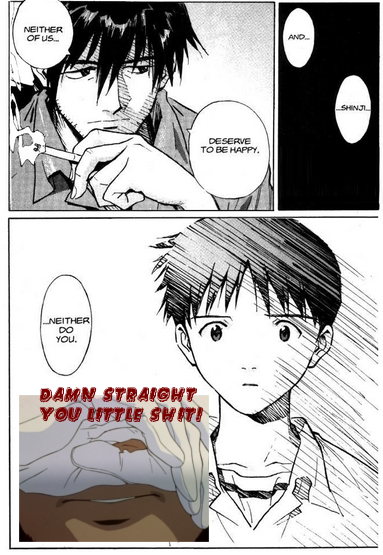 NEITHER
OF US...
DESERVE
TO BE HAPPY.
AND...
...SHINJI...
...NEITHER
DO
YOU.
DAMN STRAIGHT
YOU LITTLE SHIT!